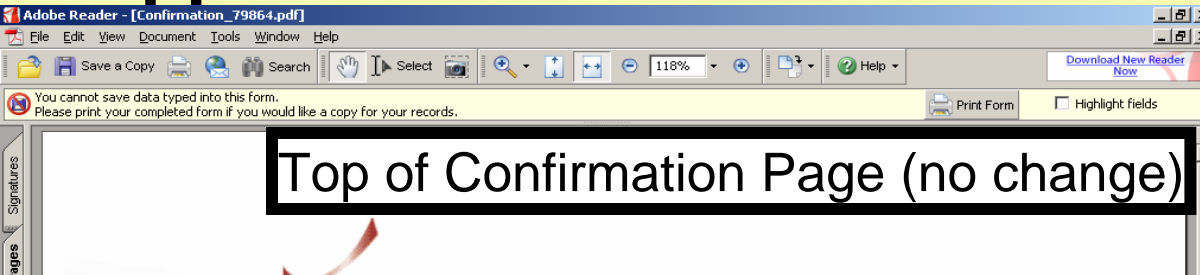 Adobe Reader - [Confirmation_79864.pdf]
File Edit View Document Tools Window Help
Save a Copy Search Select 118% Help
Download New Reader
Now
You cannot save data typed into this form.
Please print your completed form if you would like a copy for your records.
Print Form Highlight fields
Signatures
Top of Confirmation Page (no change)
ages